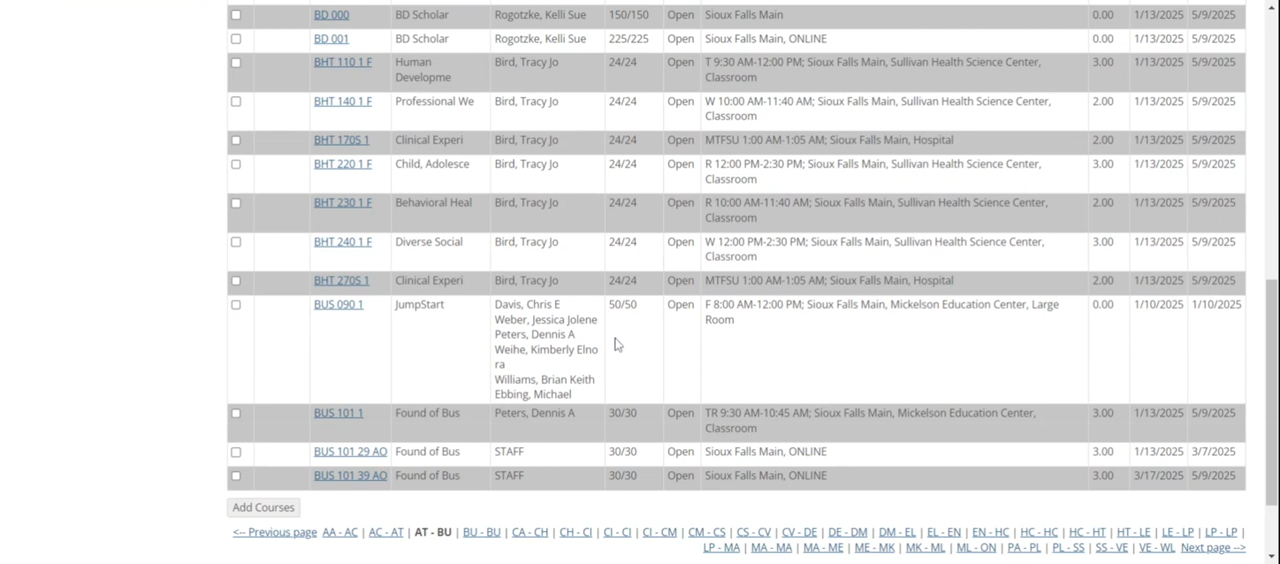 BD 000 BD Scholar Rogotzke, Kelli Sue 150/150 Open Sioux Falls Main 0.00 1/13/2025 5/9/2025
BD 001 BD Scholar Rogotzke, Kelli Sue 225/225 Open Sioux Falls Main, ONLINE 0.00 1/13/2025 5/9/2025
BHT 110 1 F Human Bird, Tracy Jo 24/24 Open T 9:30 AM-12:00 PM; Sioux Falls Main, Sullivan Health Science Center, 3.00 1/13/2025 5/9/2025
Developme Classroom
BHT 140 1 F Professional We Bird, Tracy Jo 24/24 Open W 10:00 AM-11:40 AM; Sioux Falls Main, Sullivan Health Science Center, 2.00 1/13/2025 5/9/2025
Classroom
BHT 170S 1 Clinical Experi Bird, Tracy Jo 24/24 Open MTFSU 1:00 AM-1:05 AM; Sioux Falls Main, Hospital 2.00 1/13/2025 5/9/2025
BHT 220 1 F Child, Adolesce Bird, Tracy Jo 24/24 Open R 12:00 PM-2:30 PM; Sioux Falls Main, Sullivan Health Science Center, 3.00 1/13/2025 5/9/2025
Classroom
BHT 230 1 F Behavioral Heal Bird, Tracy Jo 24/24 Open R 10:00 AM-11:40 AM; Sioux Falls Main, Sullivan Health Science Center, 2.00 1/13/2025 5/9/2025
Classroom
BHT 240 1 F Diverse Social Bird, Tracy Jo 24/24 Open W 12:00 PM-2:30 PM; Sioux Falls Main, Sullivan Health Science Center, 3.00 1/13/2025 5/9/2025
Classroom
BHT 270S 1 Clinical Experi Bird, Tracy Jo 24/24 Open MTFSU 1:00 AM-1:05 AM; Sioux Falls Main, Hospital 2.00 1/13/2025 5/9/2025
BUS 090 1 JumpStart Davis, Chris E 50/50 Open F 8:00 AM-12:00 PM; Sioux Falls Main, Mickelson Education Center, Large 0.00 1/10/2025 1/10/2025
Weber, Jessica Jolene Room
Peters, Dennis A
Weihe, Kimberly Elno
ra
Williams, Brian Keith
Ebbing, Michael
BUS 101 1 Found of Bus Peters, Dennis A 30/30 Open TR 9:30 AM-10:45 AM; Sioux Falls Main, Mickelson Education Center, 3.00 1/13/2025 5/9/2025
Classroom
BUS 101 29 AO Found of Bus STAFF 30/30 Open Sioux Falls Main, ONLINE 3.00 1/13/2025 3/7/2025
BUS 101 39 AO Found of Bus STAFF 30/30 Open Sioux Falls Main, ONLINE 3.00 3/17/2025 5/9/2025
Add Courses
<-- Previous page AA - AC | AC - AT | AT - BU | BU - BU | CA - CH | CH - CI | CI - CI | CI - CM | CM - CS | CS - CV | CV - DE | DE - DM | DM - EL | EL - EN | EN - HC | HC - HC | HC - HT | HT - LE | LE - LP | LP - LP |
LP - MA | MA - MA | MA - ME | ME - MK | MK - ML | ML - ON | PA - PL | PL - SS | SS - VE | VE - WL Next page -->